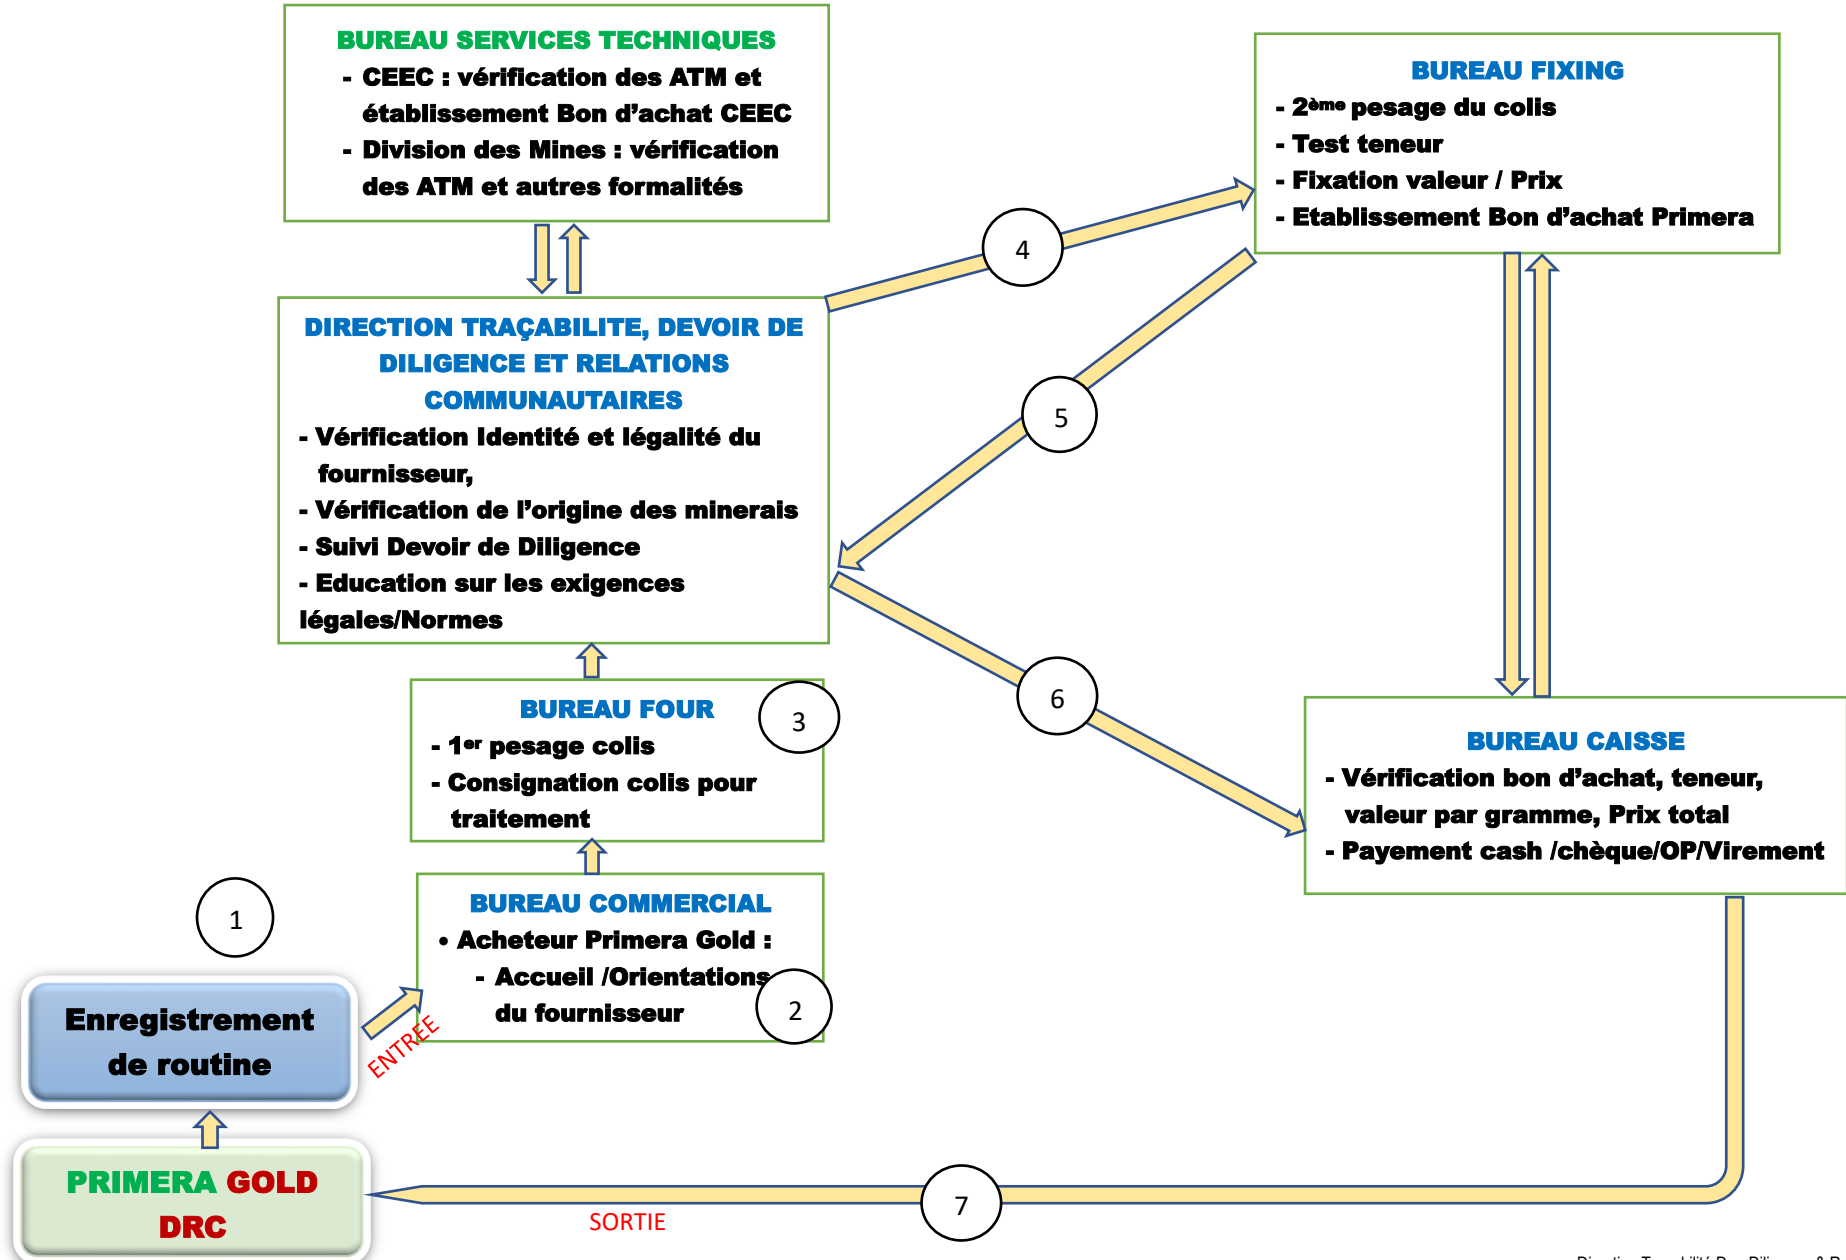 BUREAU SERVICES TECHNIQUES
- CEEC : vérification des ATM et
établissement Bon d’achat CEEC
- Division des Mines : vérification
des ATM et autres formalités
BUREAU FIXING
- 2ème pesage du colis
- Test teneur
- Fixation valeur / Prix
- Etablissement Bon d’achat Primera
4
DIRECTION TRAÇABILITE, DEVOIR DE
DILIGENCE ET RELATIONS
COMMUNAUTAIRES
- Vérification Identité et légalité du
fournisseur,
- Vérification de l’origine des minerais
- Suivi Devoir de Diligence
- Education sur les exigences
légales/Normes
5
6
BUREAU FOUR
3
- 1er pesage colis
- Consignation colis pour
traitement
BUREAU CAISSE
- Vérification bon d’achat, teneur,
valeur par gramme, Prix total
- Payement cash /chèque/OP/Virement
1
BUREAU COMMERCIAL
• Acheteur Primera Gold :
- Accueil /Orientations
du fournisseur
2
Enregistrement
de routine
ENTREE
PRIMERA GOLD
DRC
7
SORTIE